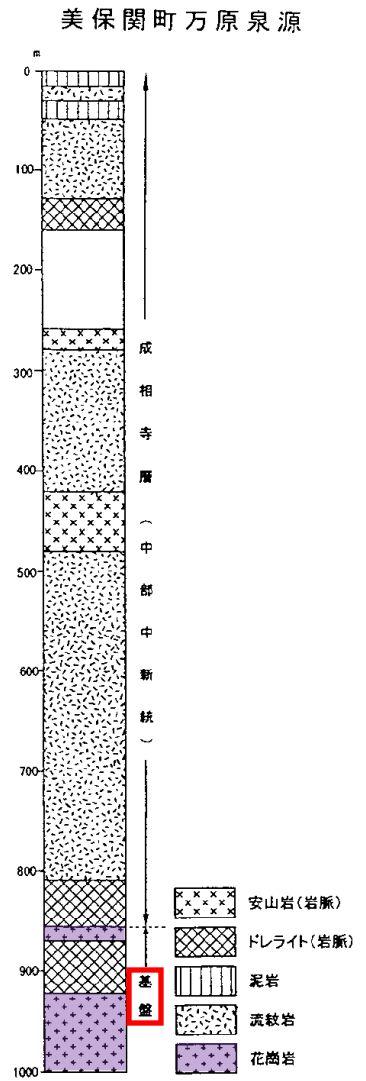 美保関町万原泉源
m
0
100
200
300
400
500
600
700
800
900
1000
成相寺層(中部中新統)
基盤
安山岩(岩脈)
ドレライト(岩脈)
泥岩
流紋岩
花崗岩